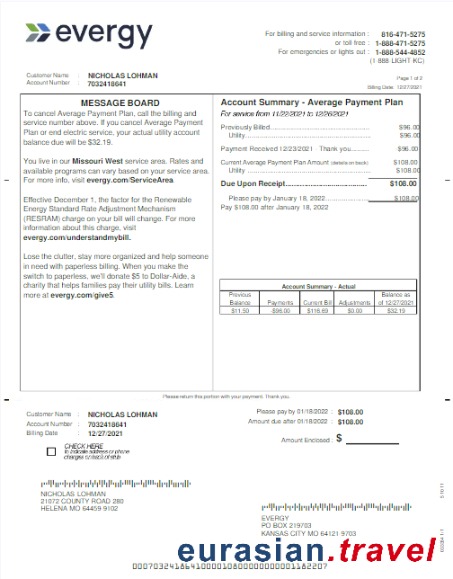 evergy
For billing and service information : 816-471-5275
or toll free : 1-888-471-5275
For emergencies or lights out : 1-888-544-4852
(1 888 LIGHT KC)
Customer Name : NICHOLAS LOHMAN
Account Number : 7032418641
Page 1 of 2
Billing Date 12/27/2021
MESSAGE BOARD
To cancel Average Payment Plan, call the billing and
service number above. If you cancel Average Payment
Plan or end electric service, your actual utility account
balance due will be $32.19.
You live in our Missouri West service area. Rates and
available programs can vary based on your service area.
For more info, visit evergy.com/ServiceArea.
Effective December 1, the factor for the Renewable
Energy Standard Rate Adjustment Mechanism
(RESRAM) charge on your bill will change. For more
information about this charge, visit
evergy.com/understandmybill.
Lose the clutter, stay more organized and help someone
in need with paperless billing. When you make the
switch to paperless, we'll donate $5 to Dollar-Aide, a
charity that helps families pay their utility bills. Learn
more at evergy.com/give5.
Account Summary - Average Payment Plan
For service from 11/22/2021 to 12/26/2021
Previously Billed $96.00
Utility $96.00
Payment Received 12/23/2021 Thank you $96.00
Current Average Payment Plan Amount (details on back) $108.00
Utility $108.00
Due Upon Receipt $108.00
Please pay by January 18, 2022 $108.00
Pay $108.00 after January 18, 2022
Account Summary - Actual
Previous Balance Payments Current Bill Adjustments Balance as of 12/27/2021
$11.50 -$96.00 $116.69 $0.00 $32.19
Please return this portion with your payment. Thank you.
Customer Name : NICHOLAS LOHMAN
Account Number : 7032418641
Billing Date : 12/27/2021
Please pay by 01/18/2022 : $108.00
Amount due after 01/18/2022 : $108.00
Amount Enclosed : $
CHECK HERE
to indicate address or phone
changes on back of stub
NICHOLAS LOHMAN
21072 COUNTY ROAD 280
HELENA MO 64459-9102
EVERGY
PO BOX 219703
KANSAS CITY MO 64121 9703
eurasian.travel